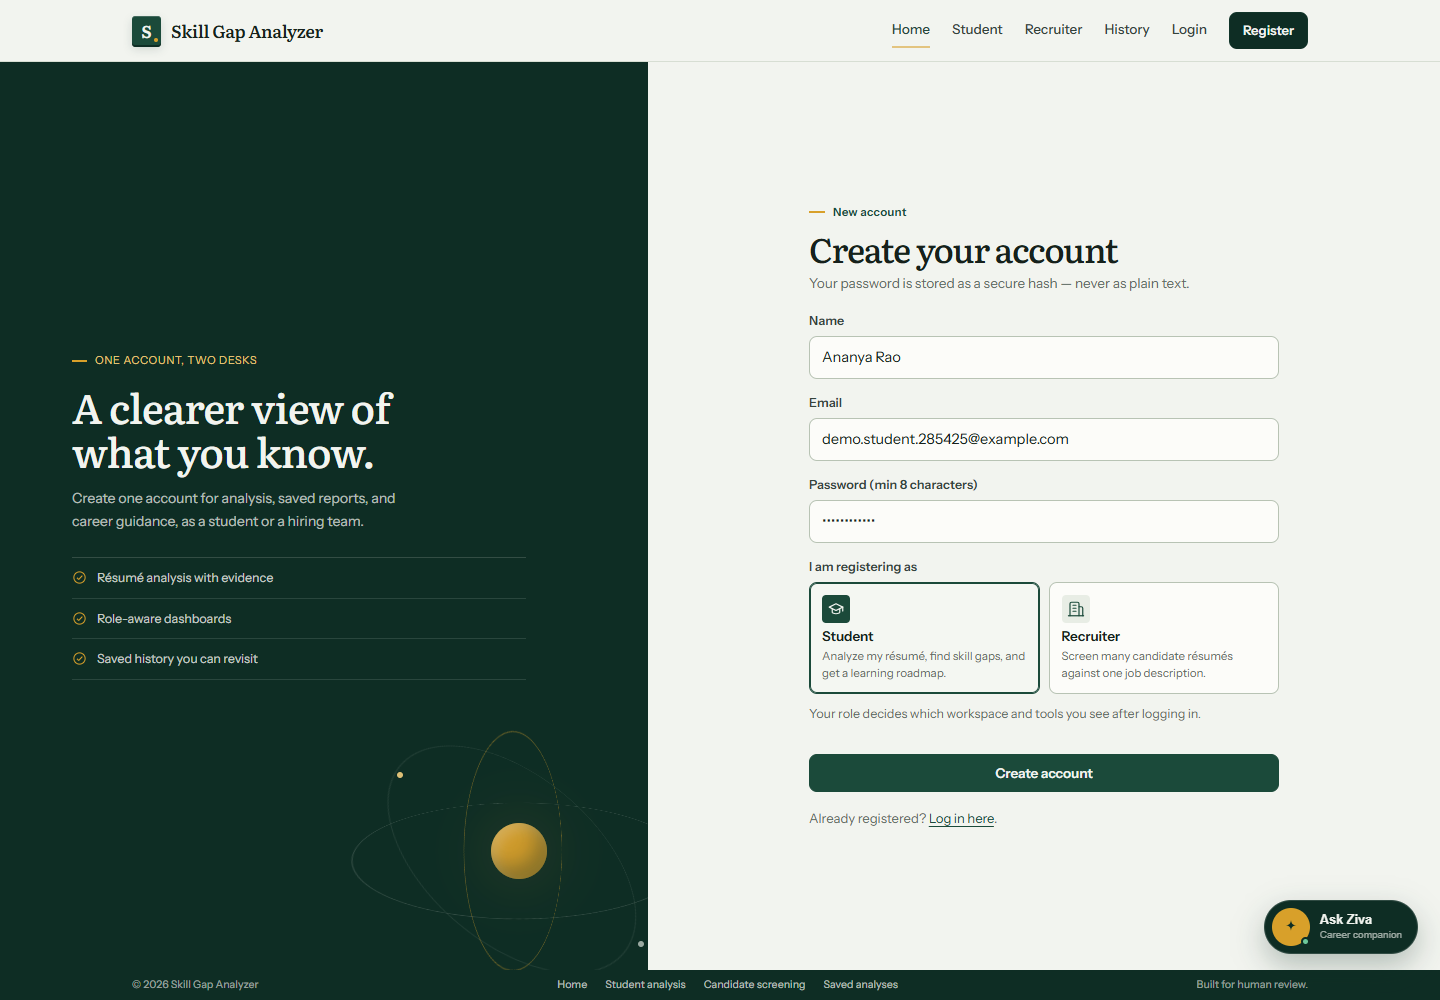 S.
Skill Gap Analyzer
Home
Student
Recruiter
History
Login
Register
ONE ACCOUNT, TWO DESKS
A clearer view of
what you know.
Create one account for analysis, saved reports, and
career guidance, as a student or a hiring team.
Résumé analysis with evidence
Role-aware dashboards
Saved history you can revisit
New account
Create your account
Your password is stored as a secure hash — never as plain text.
Name
Ananya Rao
Email
demo.student.285425@example.com
Password (min 8 characters)
••••••••••••
I am registering as
Student
Analyze my résumé, find skill gaps, and
get a learning roadmap.
Recruiter
Screen many candidate résumés
against one job description.
Your role decides which workspace and tools you see after logging in.
Create account
Already registered? Log in here.
Ask Ziva
Career companion
© 2026 Skill Gap Analyzer
Home
Student analysis
Candidate screening
Saved analyses
Built for human review.